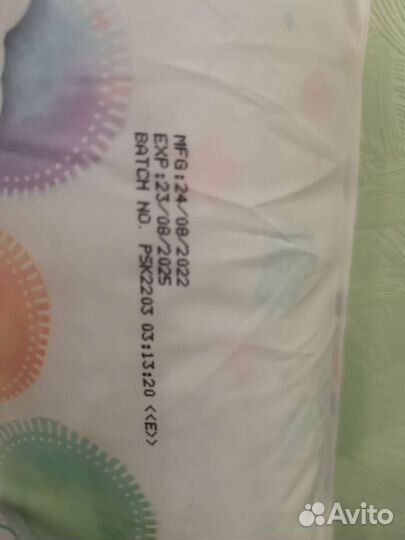 MFG:24/08/2022
EXP:23/08/2025
BATCH NO. PSK2203 03:13:20 <<E>>
Avito